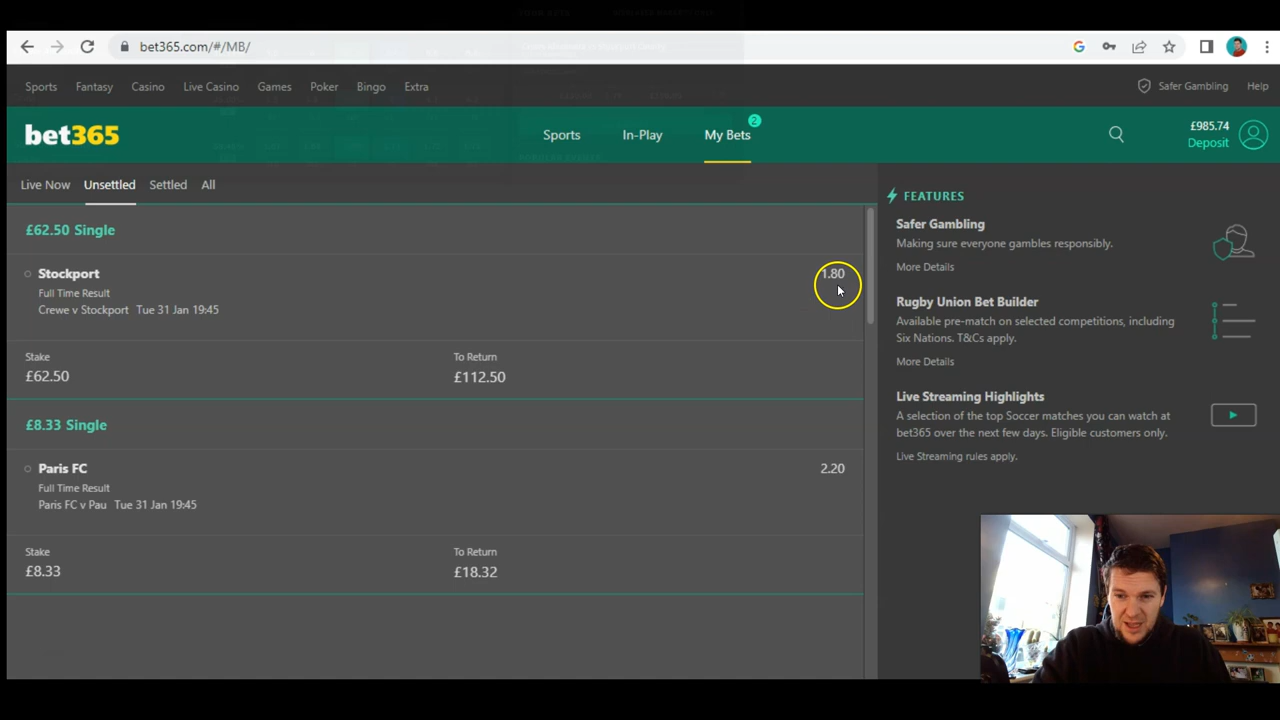 bet365.com/#/MB/
Sports Fantasy Casino Live Casino Games Poker Bingo Extra
Safer Gambling Help
bet365
Sports In-Play My Bets 2
£985.74
Deposit
Live Now Unsettled Settled All
£62.50 Single
Stockport 1.80
Full Time Result
Crewe v Stockport Tue 31 Jan 19:45
Stake To Return
£62.50 £112.50
£8.33 Single
Paris FC 2.20
Full Time Result
Paris FC v Pau Tue 31 Jan 19:45
Stake To Return
£8.33 £18.32
FEATURES
Safer Gambling
Making sure everyone gambles responsibly.
More Details
Rugby Union Bet Builder
Available pre-match on selected competitions, including
Six Nations. T&Cs apply.
More Details
Live Streaming Highlights
A selection of the top Soccer matches you can watch at
bet365 over the next few days. Eligible customers only.
Live Streaming rules apply.